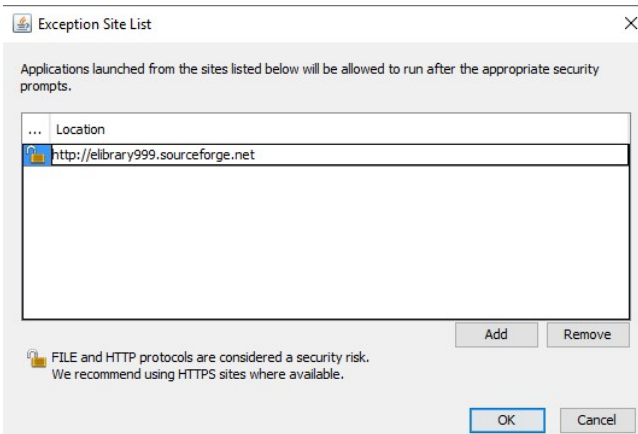 Exception Site List
Applications launched from the sites listed below will be allowed to run after the appropriate security
prompts.
... Location
http://elibrary999.sourceforge.net
Add Remove
FILE and HTTP protocols are considered a security risk.
We recommend using HTTPS sites where available.
OK Cancel